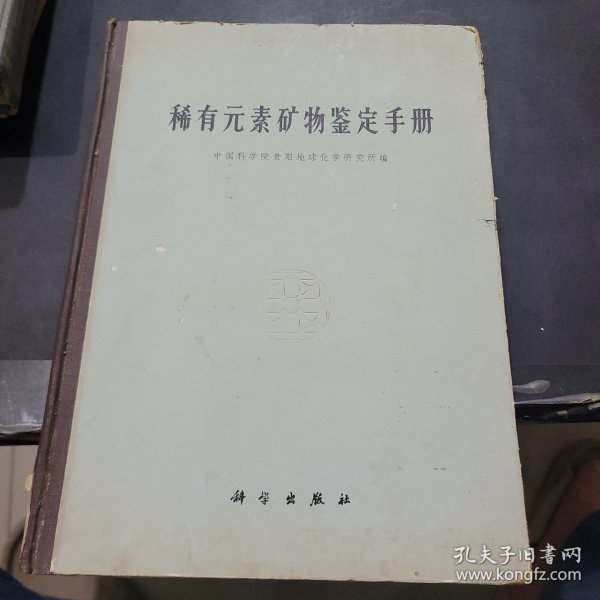 稀有元素矿物鉴定手册
中国科学院贵阳地球化学研究所编
科学出版社
孔夫子旧书网
www.kongfz.com